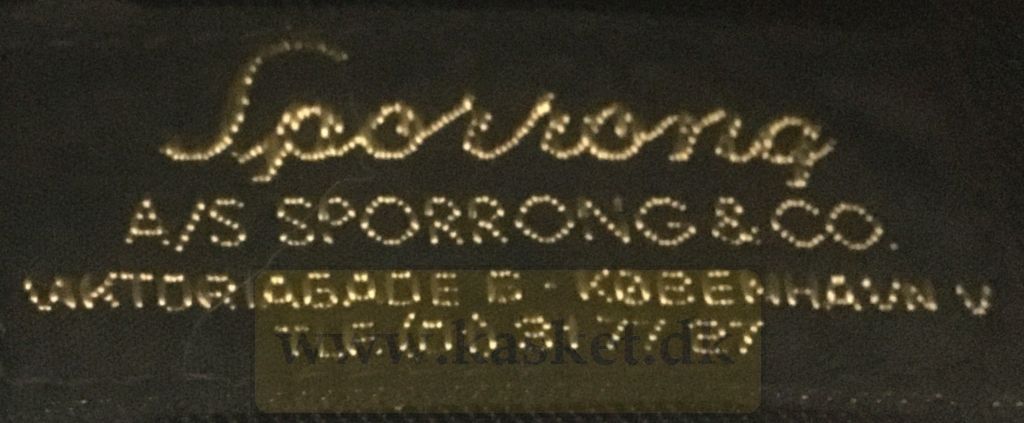 Sporrong
A/S SPORRONG & CO.
VIKTORIAGADE 6 · KØBENHAVN V
www.kasket.dk